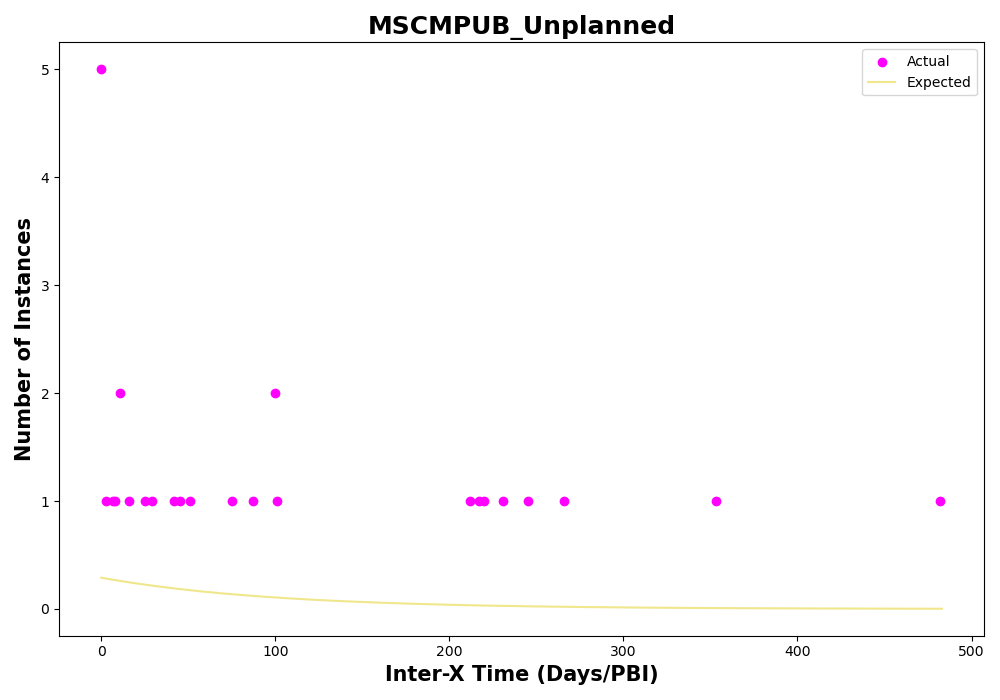 MSCMPUB_Unplanned
Actual
Expected
5
4
3
2
1
0
Number of Instances
0 100 200 300 400 500
Inter-X Time (Days/PBI)